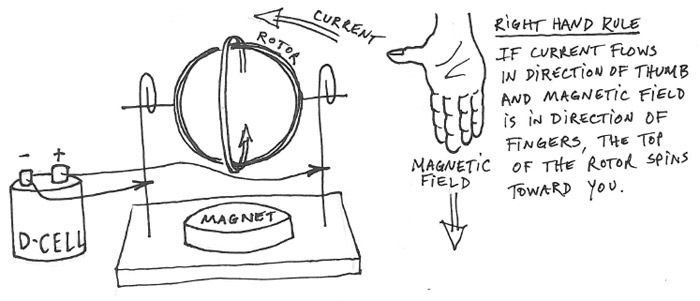 CURRENT
ROTOR
- +
D-CELL
MAGNET
MAGNETIC
FIELD
RIGHT HAND RULE
IF CURRENT FLOWS
IN DIRECTION OF THUMB
AND MAGNETIC FIELD
IS IN DIRECTION OF
FINGERS, THE TOP
OF THE ROTOR SPINS
TOWARD YOU.